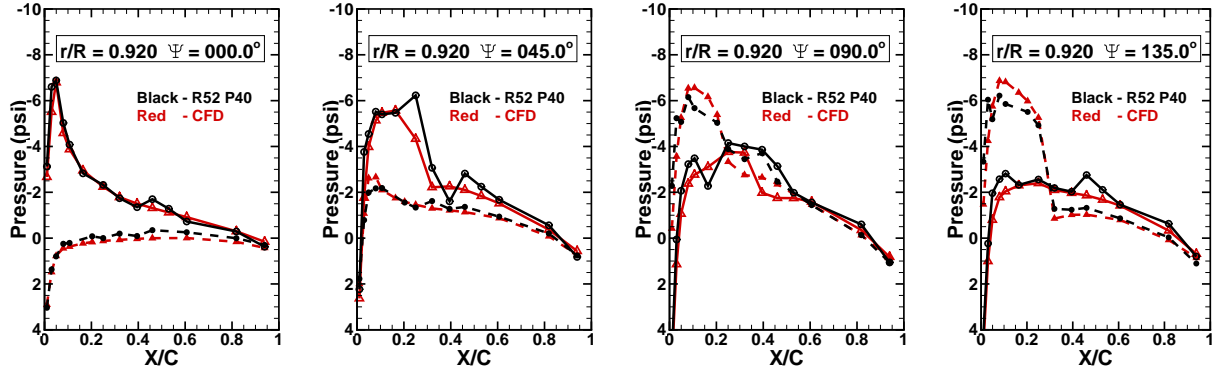 -10
-8
-6
-4
-2
0
2
4
Pressure (psi)
r/R = 0.920 Ψ = 000.0°
Black - R52 P40
Red - CFD
0 0.2 0.4 0.6 0.8 1
X/C
-10
-8
-6
-4
-2
0
2
4
Pressure (psi)
r/R = 0.920 Ψ = 045.0°
Black - R52 P40
Red - CFD
0 0.2 0.4 0.6 0.8 1
X/C
-10
-8
-6
-4
-2
0
2
4
Pressure (psi)
r/R = 0.920 Ψ = 090.0°
Black - R52 P40
Red - CFD
0 0.2 0.4 0.6 0.8 1
X/C
-10
-8
-6
-4
-2
0
2
4
Pressure (psi)
r/R = 0.920 Ψ = 135.0°
Black - R52 P40
Red - CFD
0 0.2 0.4 0.6 0.8 1
X/C